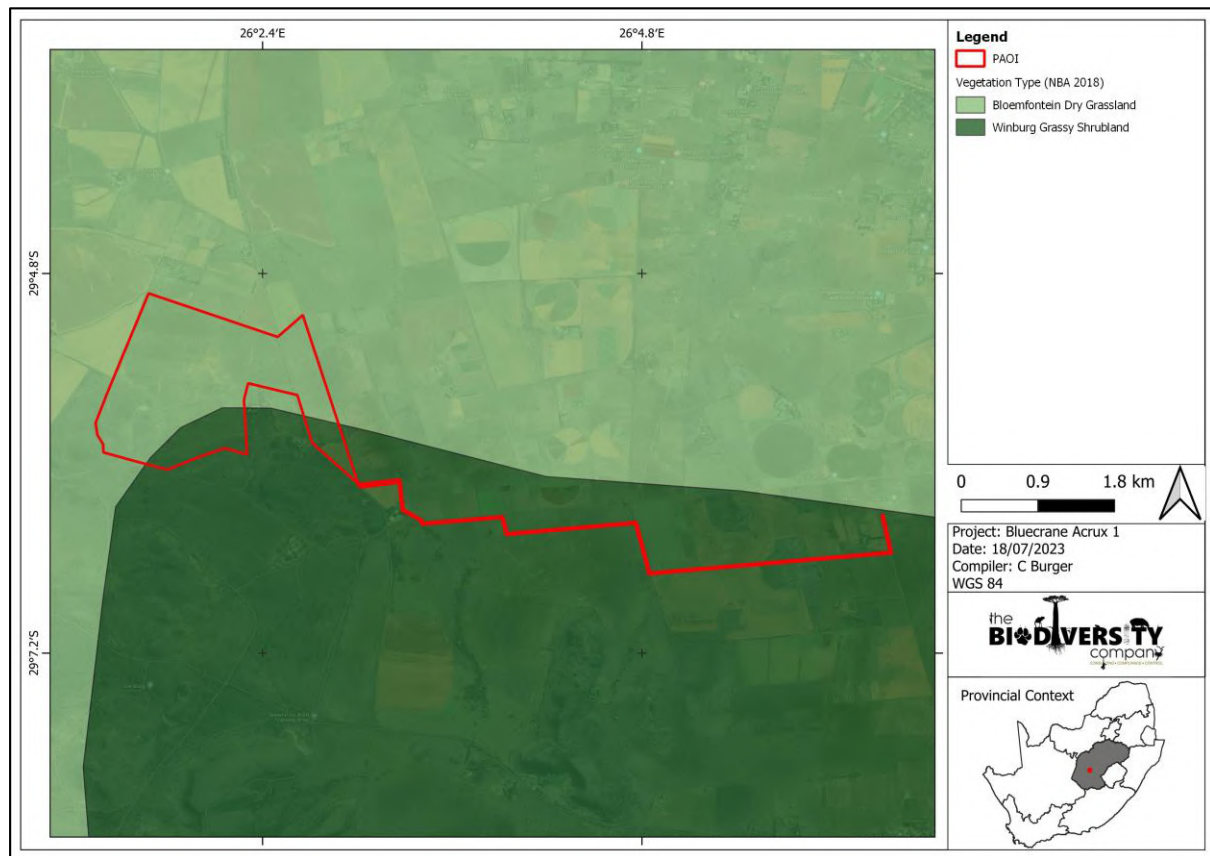 26°2.4'E
26°4.8'E
29°4.8'S
29°7.2'S
Legend
PAOI
Vegetation Type (NBA 2018)
Bloemfontein Dry Grassland
Winburg Grassy Shrubland
0
0.9
1.8 km
Project: Bluecrane Acrux 1
Date: 18/07/2023
Compiler: C Burger
WGS 84
the
BIODIVERSITY
company
Provincial Context